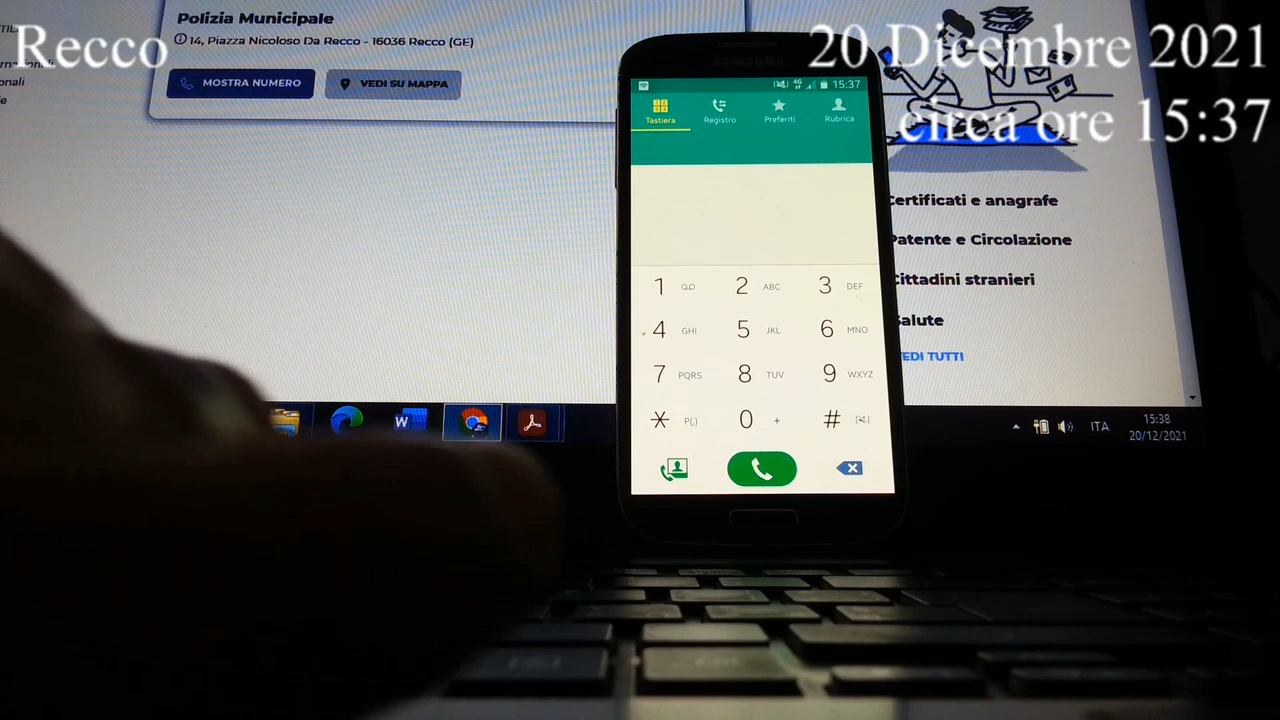 Recco
20 Dicembre 2021
circa ore 15:37
Polizia Municipale
14, Piazza Nicoloso Da Recco - 16036 Recco (GE)
MOSTRA NUMERO
VEDI SU MAPPA
SAMSUNG
4G
15:37
Tastiera
Registro
Preferiti
Rubrica
1
2 ABC
3 DEF
4 GHI
5 JKL
6 MNO
7 PQRS
8 TUV
9 WXYZ
* P(,)
0 +
#
Certificati e anagrafe
Patente e Circolazione
Cittadini stranieri
Salute
EDI TUTTI
W
ITA
15:38
20/12/2021